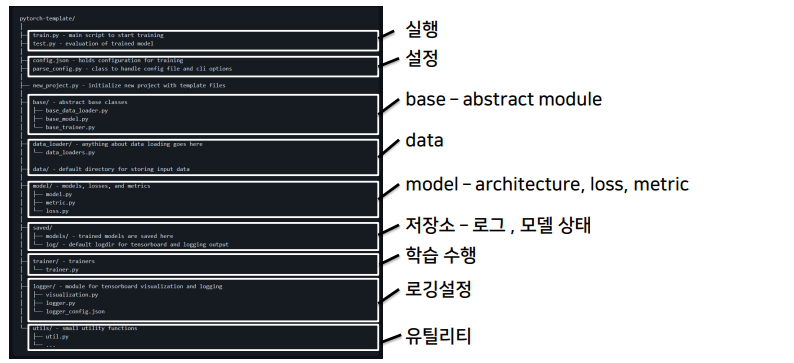 pytorch-template/
│
├── train.py - main script to start training
├── test.py - evaluation of trained model
│
├── config.json - holds configuration for training
├── parse_config.py - class to handle config file and cli options
│
├── new_project.py - initialize new project with template files
│
├── base/ - abstract base classes
│   ├── base_data_loader.py
│   ├── base_model.py
│   └── base_trainer.py
│
├── data_loader/ - anything about data loading goes here
│   └── data_loaders.py
│
├── data/ - default directory for storing input data
│
├── model/ - models, losses, and metrics
│   ├── model.py
│   ├── metric.py
│   └── loss.py
│
├── saved/
│   ├── models/ - trained models are saved here
│   └── log/ - default logdir for tensorboard and logging output
│
├── trainer/ - trainers
│   └── trainer.py
│
├── logger/ - module for tensorboard visualization and logging
│   ├── visualization.py
│   ├── logger.py
│   └── logger_config.json
│
└── utils/ - small utility functions
    ├── util.py
    └── ...
실행
설정
base – abstract module
data
model – architecture, loss, metric
저장소 – 로그 , 모델 상태
학습 수행
로깅설정
유틸리티